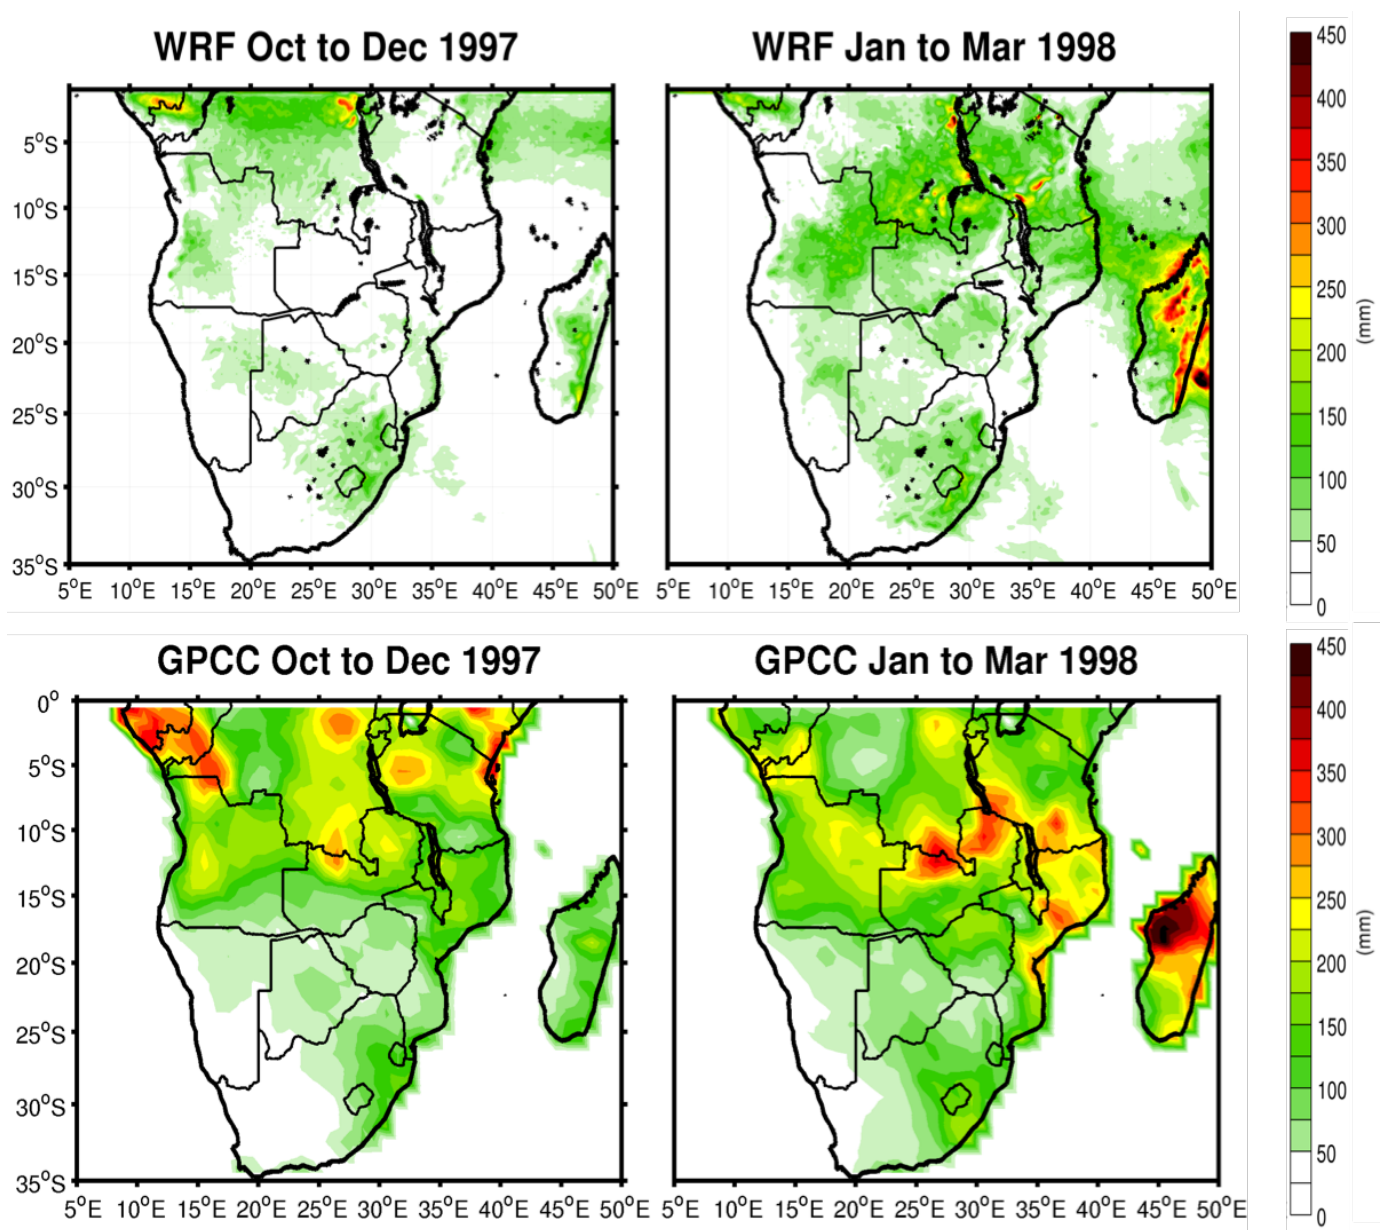 WRF Oct to Dec 1997
WRF Jan to Mar 1998
5°S
10°S
15°S
20°S
25°S
30°S
35°S
5°E 10°E 15°E 20°E 25°E 30°E 35°E 40°E 45°E 50°E
5°E 10°E 15°E 20°E 25°E 30°E 35°E 40°E 45°E 50°E
450
400
350
300
250
200
150
100
50
0
(mm)
GPCC Oct to Dec 1997
GPCC Jan to Mar 1998
0°
5°S
10°S
15°S
20°S
25°S
30°S
35°S
5°E 10°E 15°E 20°E 25°E 30°E 35°E 40°E 45°E 50°E
5°E 10°E 15°E 20°E 25°E 30°E 35°E 40°E 45°E 50°E
450
400
350
300
250
200
150
100
50
0
(mm)